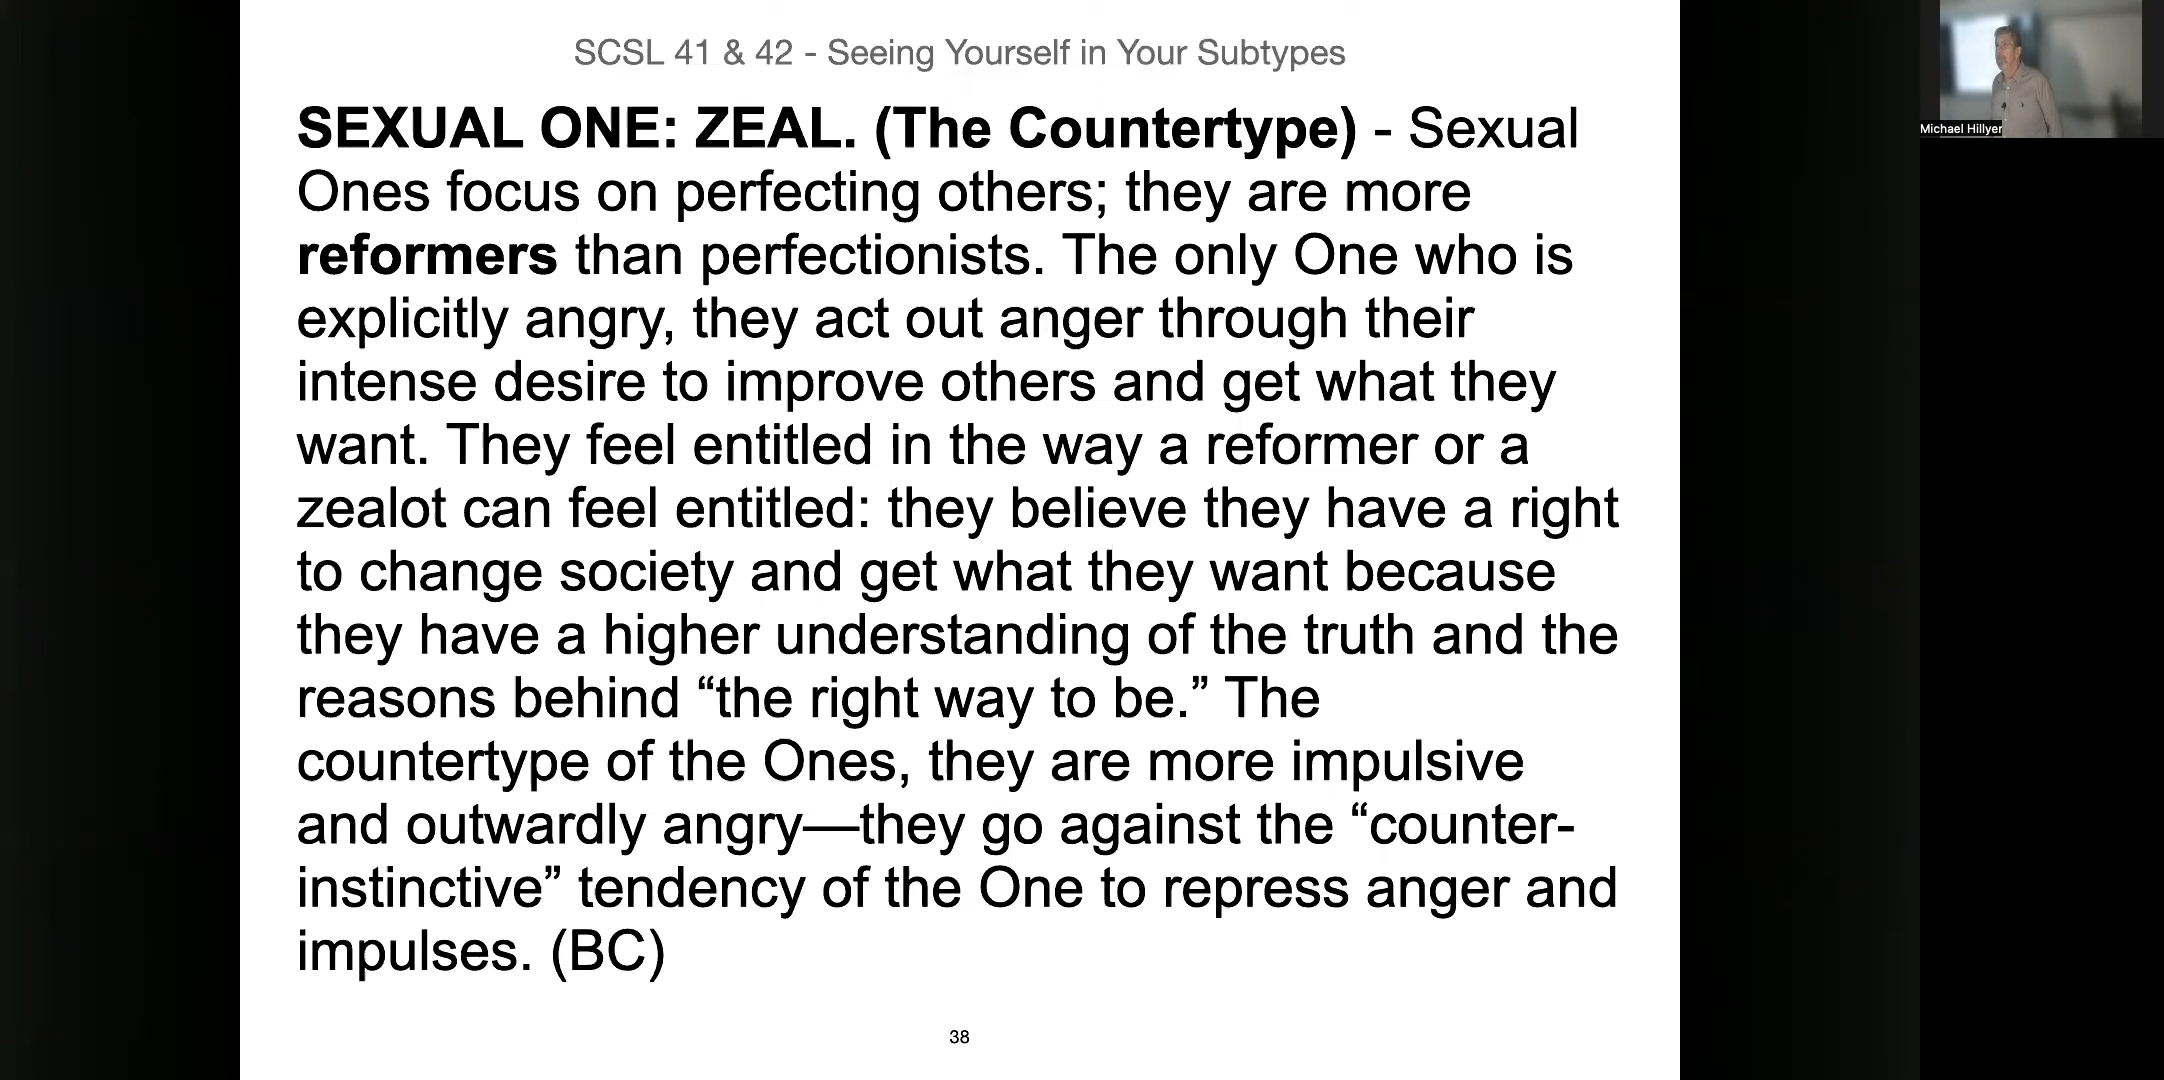 SCSL 41 & 42 - Seeing Yourself in Your Subtypes
SEXUAL ONE: ZEAL. (The Countertype) - Sexual
Ones focus on perfecting others; they are more
reformers than perfectionists. The only One who is
explicitly angry, they act out anger through their
intense desire to improve others and get what they
want. They feel entitled in the way a reformer or a
zealot can feel entitled: they believe they have a right
to change society and get what they want because
they have a higher understanding of the truth and the
reasons behind “the right way to be.” The
countertype of the Ones, they are more impulsive
and outwardly angry—they go against the “counter-
instinctive” tendency of the One to repress anger and
impulses. (BC)
38
Michael Hillyer